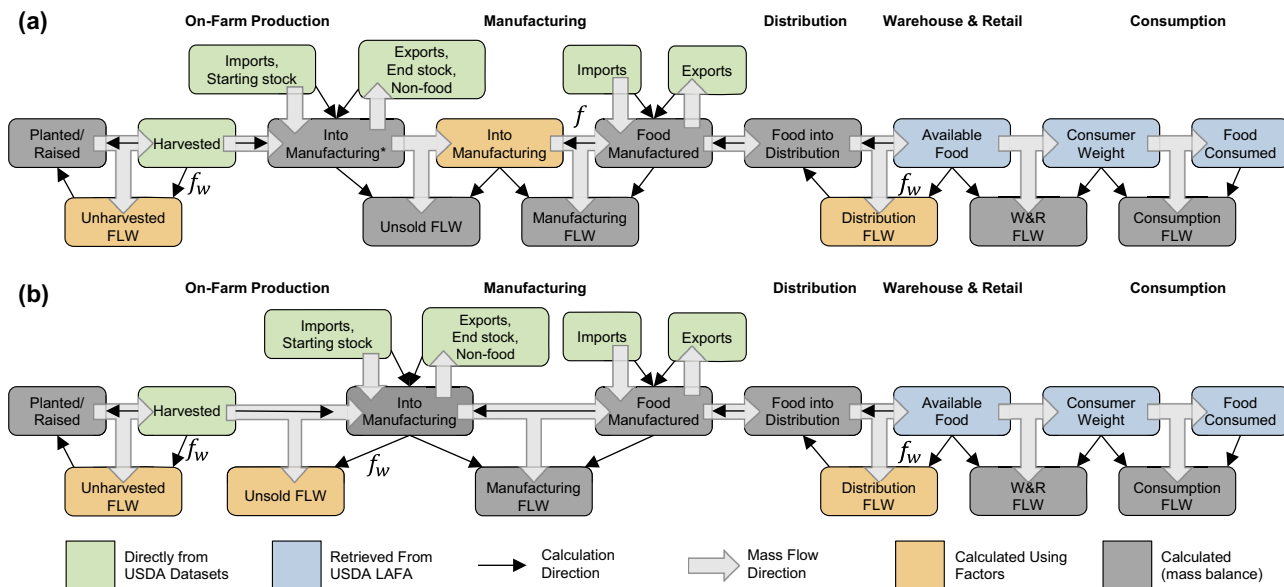 (a)
On-Farm Production
Manufacturing
Distribution
Warehouse & Retail
Consumption
Imports,
Starting stock
Exports,
End stock,
Non-food
Imports
Exports
f
Planted/
Raised
Harvested
Into
Manufacturing*
Into
Manufacturing
Food
Manufactured
Food into
Distribution
Available
Food
Consumer
Weight
Food
Consumed
f_w
f_w
Unharvested
FLW
Unsold FLW
Manufacturing
FLW
Distribution
FLW
W&R
FLW
Consumption
FLW
(b)
On-Farm Production
Manufacturing
Distribution
Warehouse & Retail
Consumption
Imports,
Starting stock
Exports,
End stock,
Non-food
Imports
Exports
Planted/
Raised
Harvested
Into
Manufacturing
Food
Manufactured
Food into
Distribution
Available
Food
Consumer
Weight
Food
Consumed
f_w
f_w
f_w
Unharvested
FLW
Unsold FLW
Manufacturing
FLW
Distribution
FLW
W&R
FLW
Consumption
FLW
Directly from
USDA Datasets
Retrieved From
USDA LAFA
Calculation
Direction
Mass Flow
Direction
Calculated Using
Factors
Calculated
(mass balance)